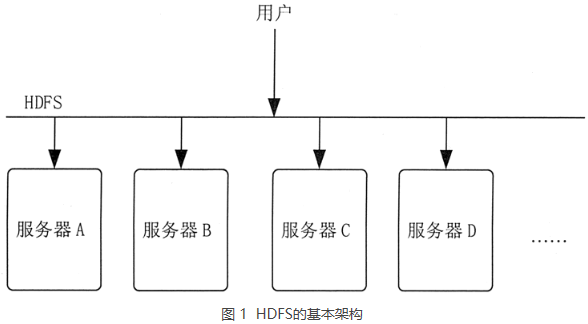 用户
HDFS
服务器 A
服务器 B
服务器 C
服务器 D
……
图 1 HDFS的基本架构